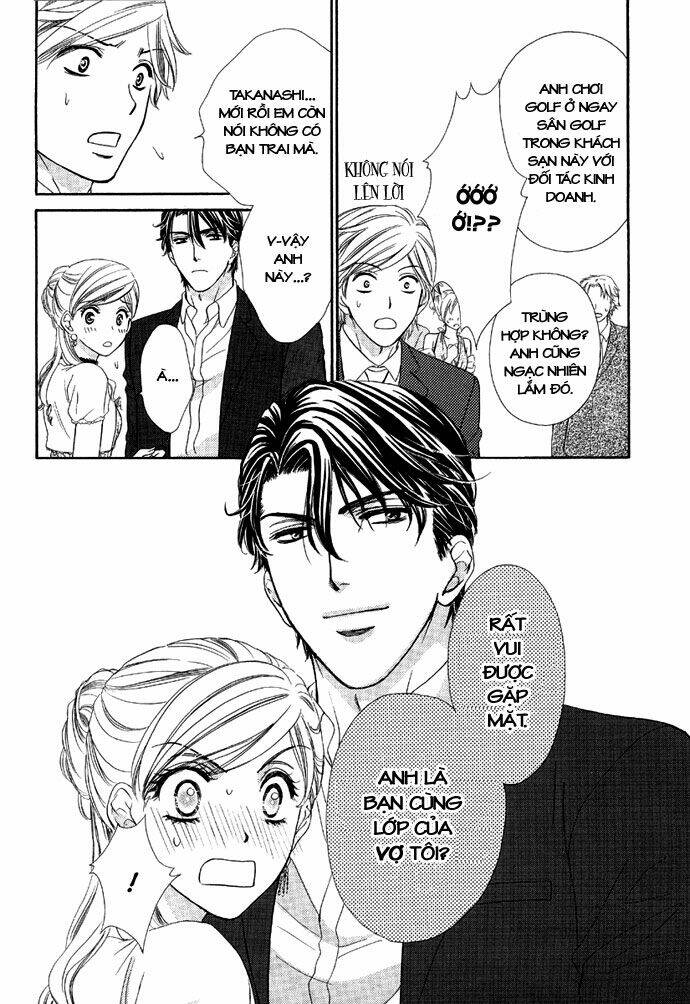 ANH CHƠI
GOLF Ở NGAY
SÂN GOLF
TRONG KHÁCH
SẠN NÀY VỚI
ĐỐI TÁC KINH
DOANH.
ỚỚỚ
Ớ!??
KHÔNG NÓI
LÊN LỜI
TRÙNG
HỢP KHÔNG?
ANH CŨNG
NGẠC NHIÊN
LẮM ĐÓ.
TAKANASHI...
MỚI RỒI EM CÒN
NÓI KHÔNG CÓ
BẠN TRAI MÀ.
V-VẬY
ANH
NÀY...?
À...
RẤT
VUI
ĐƯỢC
GẶP
MẶT.
ANH LÀ
BẠN CÙNG
LỚP CỦA
VỢ TÔI?
!